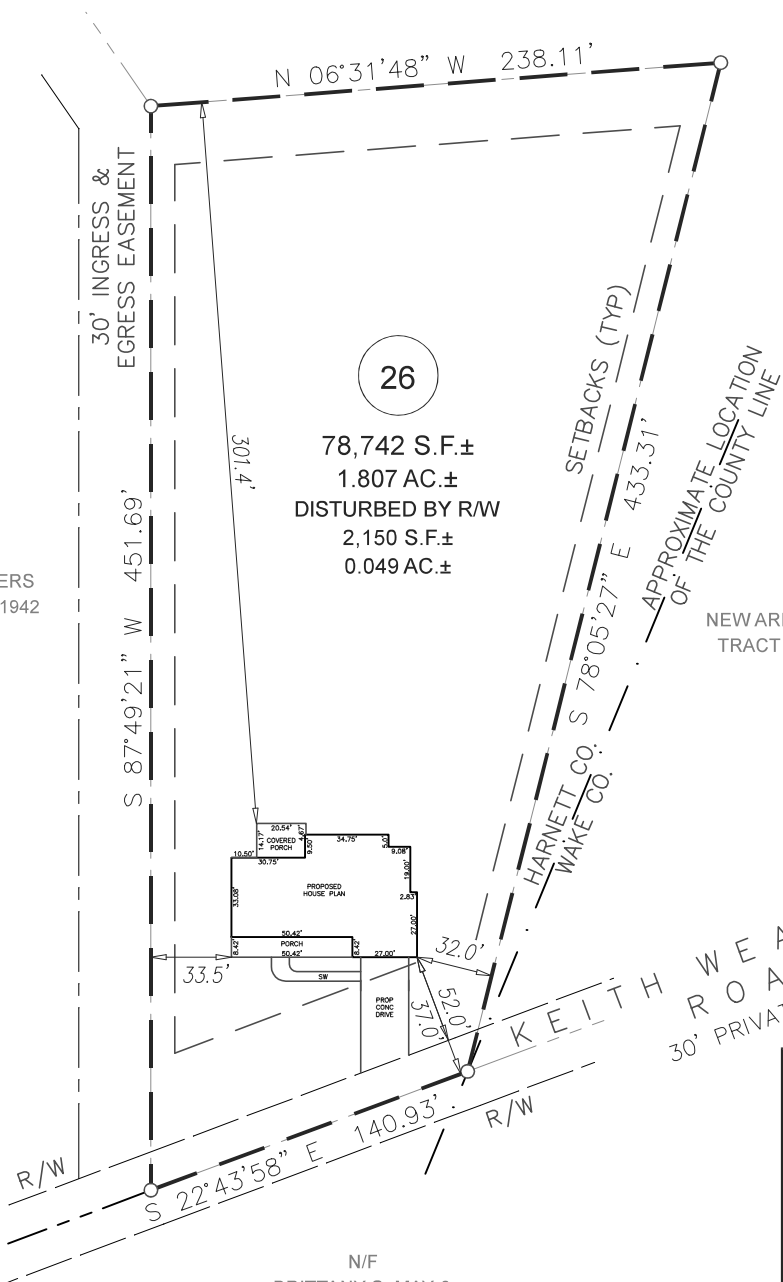 N 06°31'48" W 238.11'
30' INGRESS &
EGRESS EASEMENT
SETBACKS (TYP)
26
78,742 S.F.±
1.807 AC.±
DISTURBED BY R/W
2,150 S.F.±
0.049 AC.±
301.4'
S 87°49'21" W 451.69'
S 78°05'27" E 433.31'
APPROXIMATE LOCATION
OF THE COUNTY LINE
ERS
1942
NEW ARI
TRACT
HARNETT CO.
WAKE CO.
20.54'
14.17'
COVERED
PORCH
4.67'
9.50'
34.75'
5.0'
9.08'
10.50'
30.75'
19.00'
2.83'
33.08'
PROPOSED
HOUSE PLAN
27.00'
50.42'
8.42'
PORCH
50.42'
8.42'
27.00'
33.5'
32.0'
SW
PROP
CONC
DRIVE
52.0'
37.0'
KEITH WEA
ROA
30' PRIVAT
R/W
R/W
S 22°43'58" E 140.93'
N/F